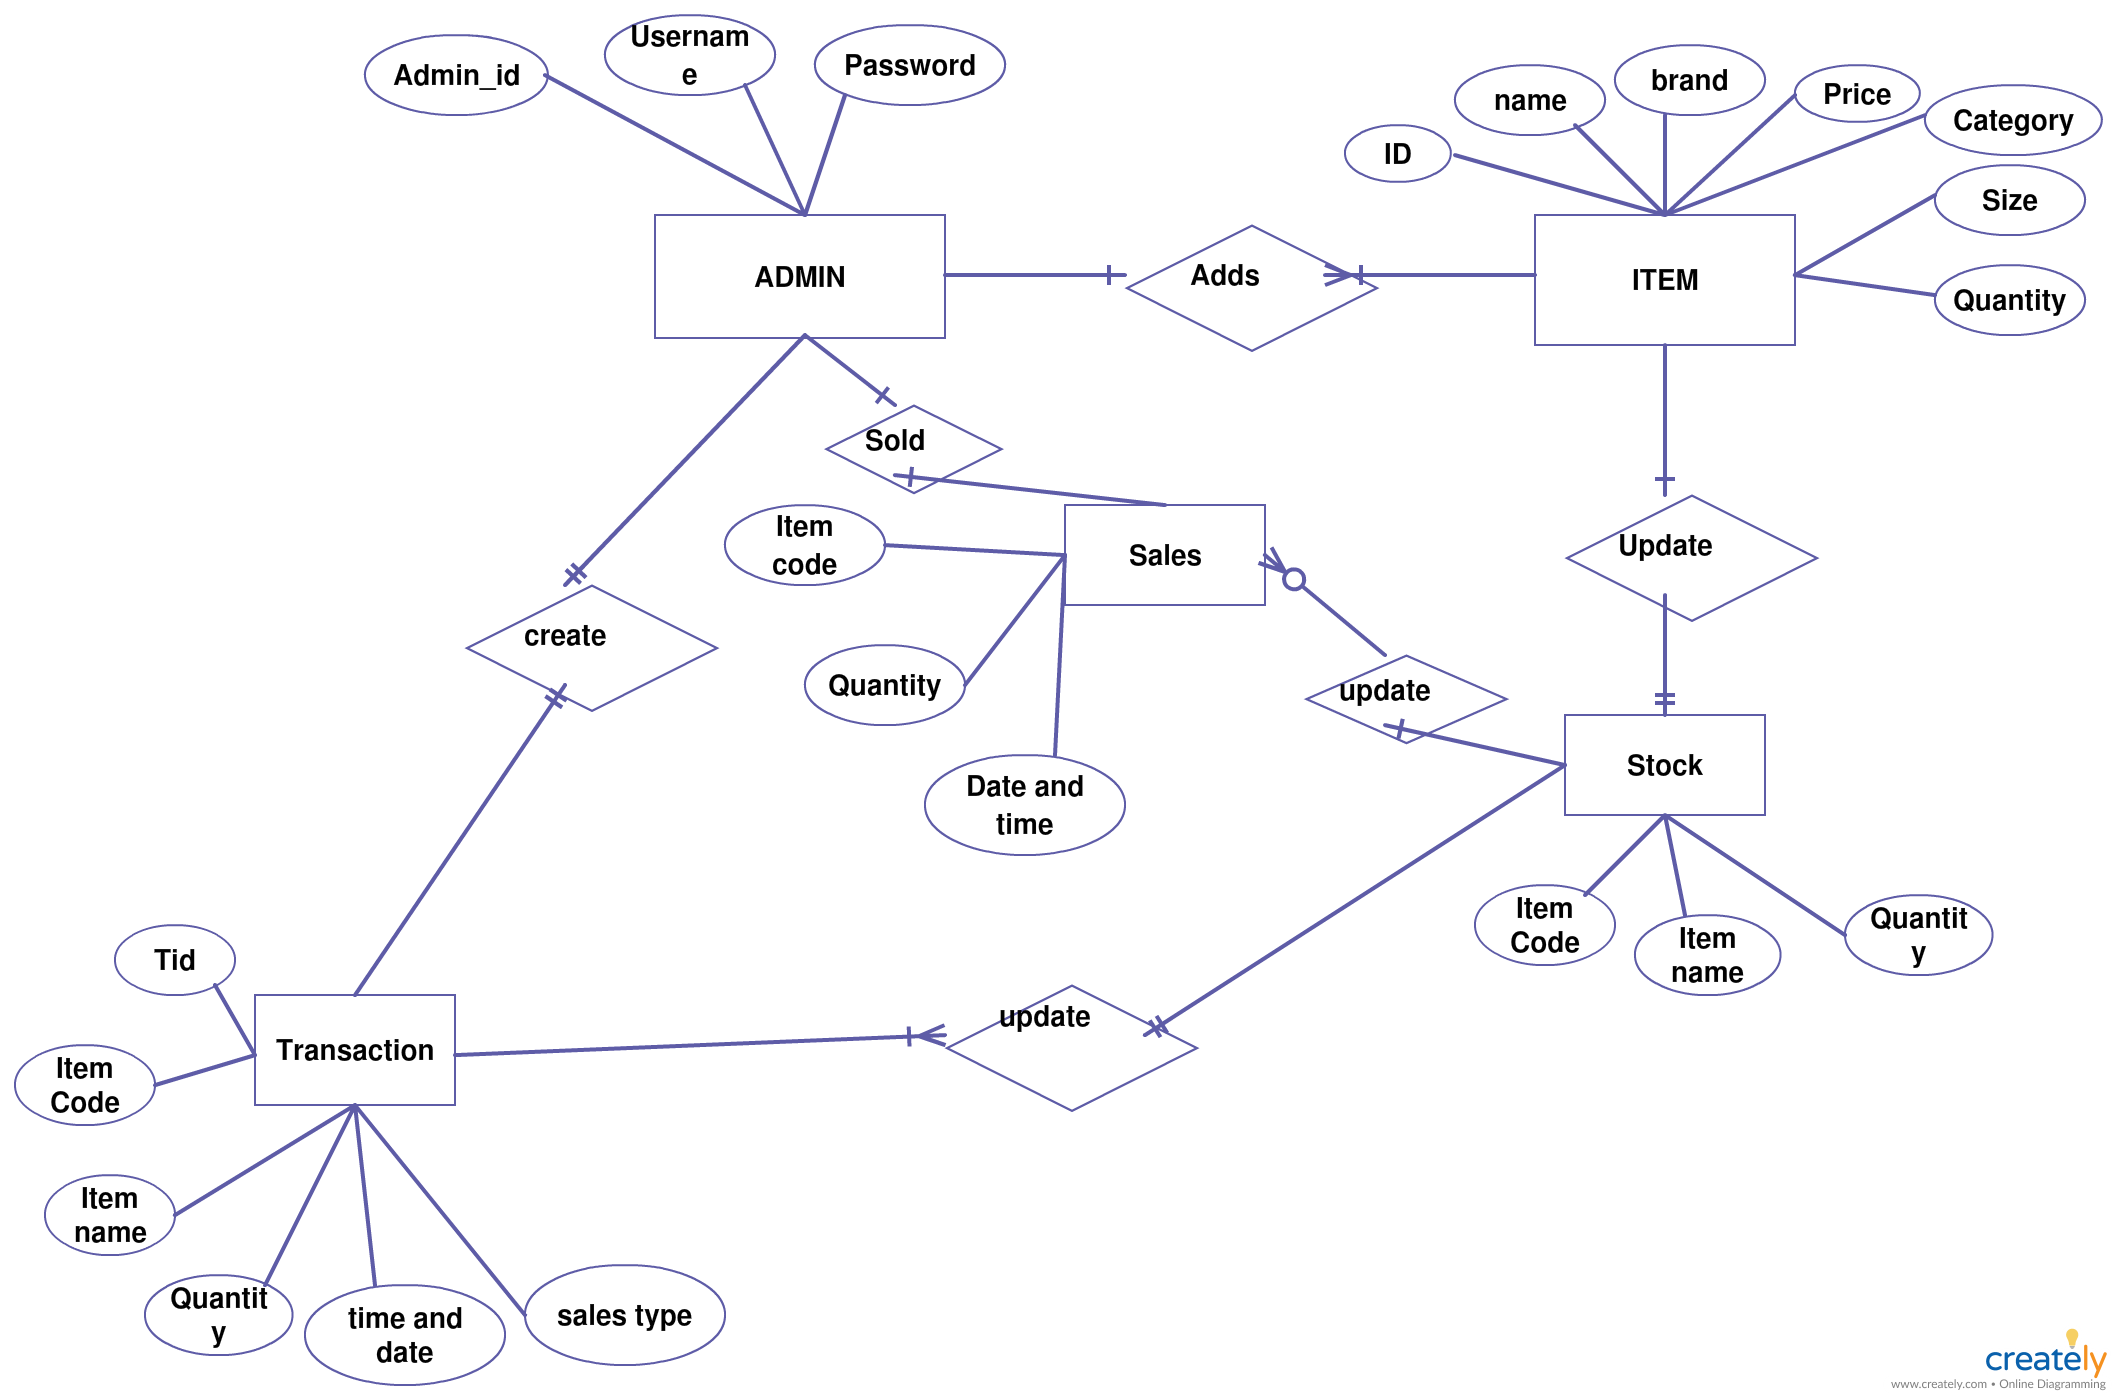 Usernam
e
Password
Admin_id
brand
Price
name
Category
ID
Size
ADMIN
Adds
ITEM
Quantity
Sold
Item
code
Sales
Update
create
Quantity
update
Date and
time
Stock
Item
Code
Item
name
Quantit
y
Tid
update
Transaction
Item
Code
Item
name
Quantit
y
time and
date
sales type
creately
www.creately.com • Online Diagramming